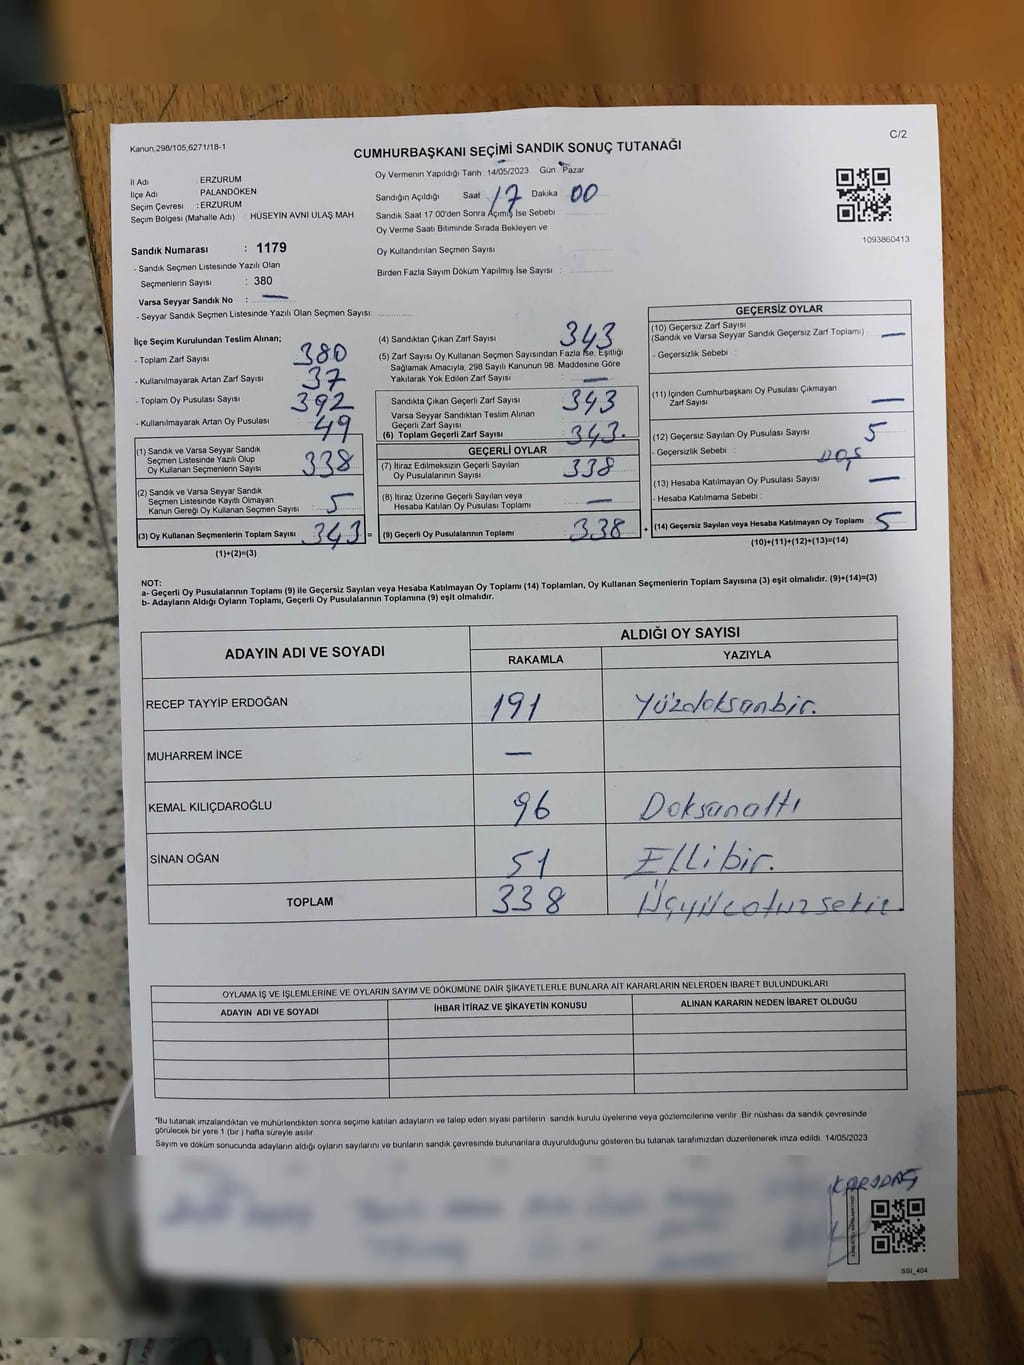 Kanun,298/105,6271/18-1
C/2
CUMHURBAŞKANI SEÇİMİ SANDIK SONUÇ TUTANAĞI
İl Adı : ERZURUM
İlçe Adı : PALANDÖKEN
Seçim Çevresi : ERZURUM
Seçim Bölgesi (Mahalle Adı) : HÜSEYİN AVNİ ULAŞ MAH
Oy Vermenin Yapıldığı Tarih 14/05/2023 Gün Pazar
Sandığın Açıldığı Saat 17 Dakika 00
Sandık Saat 17 00'den Sonra Açımış İse Sebebi
Oy Verme Saati Bitiminde Sırada Bekleyen ve
Oy Kullandırılan Seçmen Sayısı
Birden Fazla Sayım Döküm Yapılmış İse Sayısı :
1093860413
Sandık Numarası : 1179
- Sandık Seçmen Listesinde Yazılı Olan
Seçmenlerin Sayısı : 380
Varsa Seyyar Sandık No : —
- Seyyar Sandık Seçmen Listesinde Yazılı Olan Seçmen Sayısı:
İlçe Seçim Kurulundan Teslim Alınan;
- Toplam Zarf Sayısı 380
- Kullanılmayarak Artan Zarf Sayısı 37
- Toplam Oy Pusulası Sayısı 392
- Kullanılmayarak Artan Oy Pusulası 49
(1) Sandık ve Varsa Seyyar Sandık
Seçmen Listesinde Yazılı Olup
Oy Kullanan Seçmenlerin Sayısı 338
(2) Sandık ve Varsa Seyyar Sandık
Seçmen Listesinde Kayıtlı Olmayan
Kanun Gereği Oy Kullanan Seçmen Sayısı 5
(3) Oy Kullanan Seçmenlerin Toplam Sayısı 343 =
(1)+(2)=(3)
(4) Sandıktan Çıkan Zarf Sayısı 343
(5) Zarf Sayısı Oy Kullanan Seçmen Sayısından Fazla İse, Eşitliği
Sağlamak Amacıyla, 298 Sayılı Kanunun 98. Maddesine Göre
Yakılarak Yok Edilen Zarf Sayısı —
Sandıkta Çıkan Geçerli Zarf Sayısı 343
Varsa Seyyar Sandıktan Teslim Alınan
Geçerli Zarf Sayısı
(6) Toplam Geçerli Zarf Sayısı 343.
GEÇERLİ OYLAR
(7) İtiraz Edilmeksizin Geçerli Sayılan
Oy Pusulalarının Sayısı 338
(8) İtiraz Üzerine Geçerli Sayılan veya
Hesaba Katılan Oy Pusulası Toplamı —
(9) Geçerli Oy Pusulalarının Toplamı 338 +
GEÇERSİZ OYLAR
(10) Geçersiz Zarf Sayısı
(Sandık ve Varsa Seyyar Sandık Geçersiz Zarf Toplamı) —
- Geçersizlik Sebebi :
(11) İçinden Cumhurbaşkanı Oy Pusulası Çıkmayan
Zarf Sayısı —
(12) Geçersiz Sayılan Oy Pusulası Sayısı 5
- Geçersizlik Sebebi :
(13) Hesaba Katılmayan Oy Pusulası Sayısı —
- Hesaba Katılmama Sebebi :
(14) Geçersiz Sayılan veya Hesaba Katılmayan Oy Toplamı : 5
(10)+(11)+(12)+(13)=(14)
NOT:
a- Geçerli Oy Pusulalarının Toplamı (9) ile Geçersiz Sayılan veya Hesaba Katılmayan Oy Toplamı (14) Toplamları, Oy Kullanan Seçmenlerin Toplam Sayısına (3) eşit olmalıdır. (9)+(14)=(3)
b- Adayların Aldığı Oyların Toplamı, Geçerli Oy Pusulalarının Toplamına (9) eşit olmalıdır.
ADAYIN ADI VE SOYADI
ALDIĞI OY SAYISI
RAKAMLA YAZIYLA
RECEP TAYYİP ERDOĞAN 191 Yüzdoksanbir.
MUHARREM İNCE —
KEMAL KILIÇDAROĞLU 96 Doksanaltı
SİNAN OĞAN 51 Ellibir.
TOPLAM 338
OYLAMA İŞ VE İŞLEMLERİNE VE OYLARIN SAYIM VE DÖKÜMÜNE DAİR ŞİKAYETLERLE BUNLARA AİT KARARLARIN NELERDEN İBARET BULUNDUKLARI
ADAYIN ADI VE SOYADI İHBAR İTİRAZ VE ŞİKAYETİN KONUSU ALINAN KARARIN NEDEN İBARET OLDUĞU
*Bu tutanak imzalandıktan ve mühürlendikten sonra seçime katılan adayların ve talep eden siyasi partilerin sandık kurulu üyelerine veya gözlemcilerine verilir. Bir nüshası da sandık çevresinde
görülecek bir yere 1 (bir) hafta süreyle asılır.
Sayım ve döküm sonucunda adayların aldığı oyların sayılarını ve bunların sandık çevresinde bulunanlara duyurulduğunu gösteren bu tutanak tarafımızdan düzenlenerek imza edildi. 14/05/2023
SSI_404